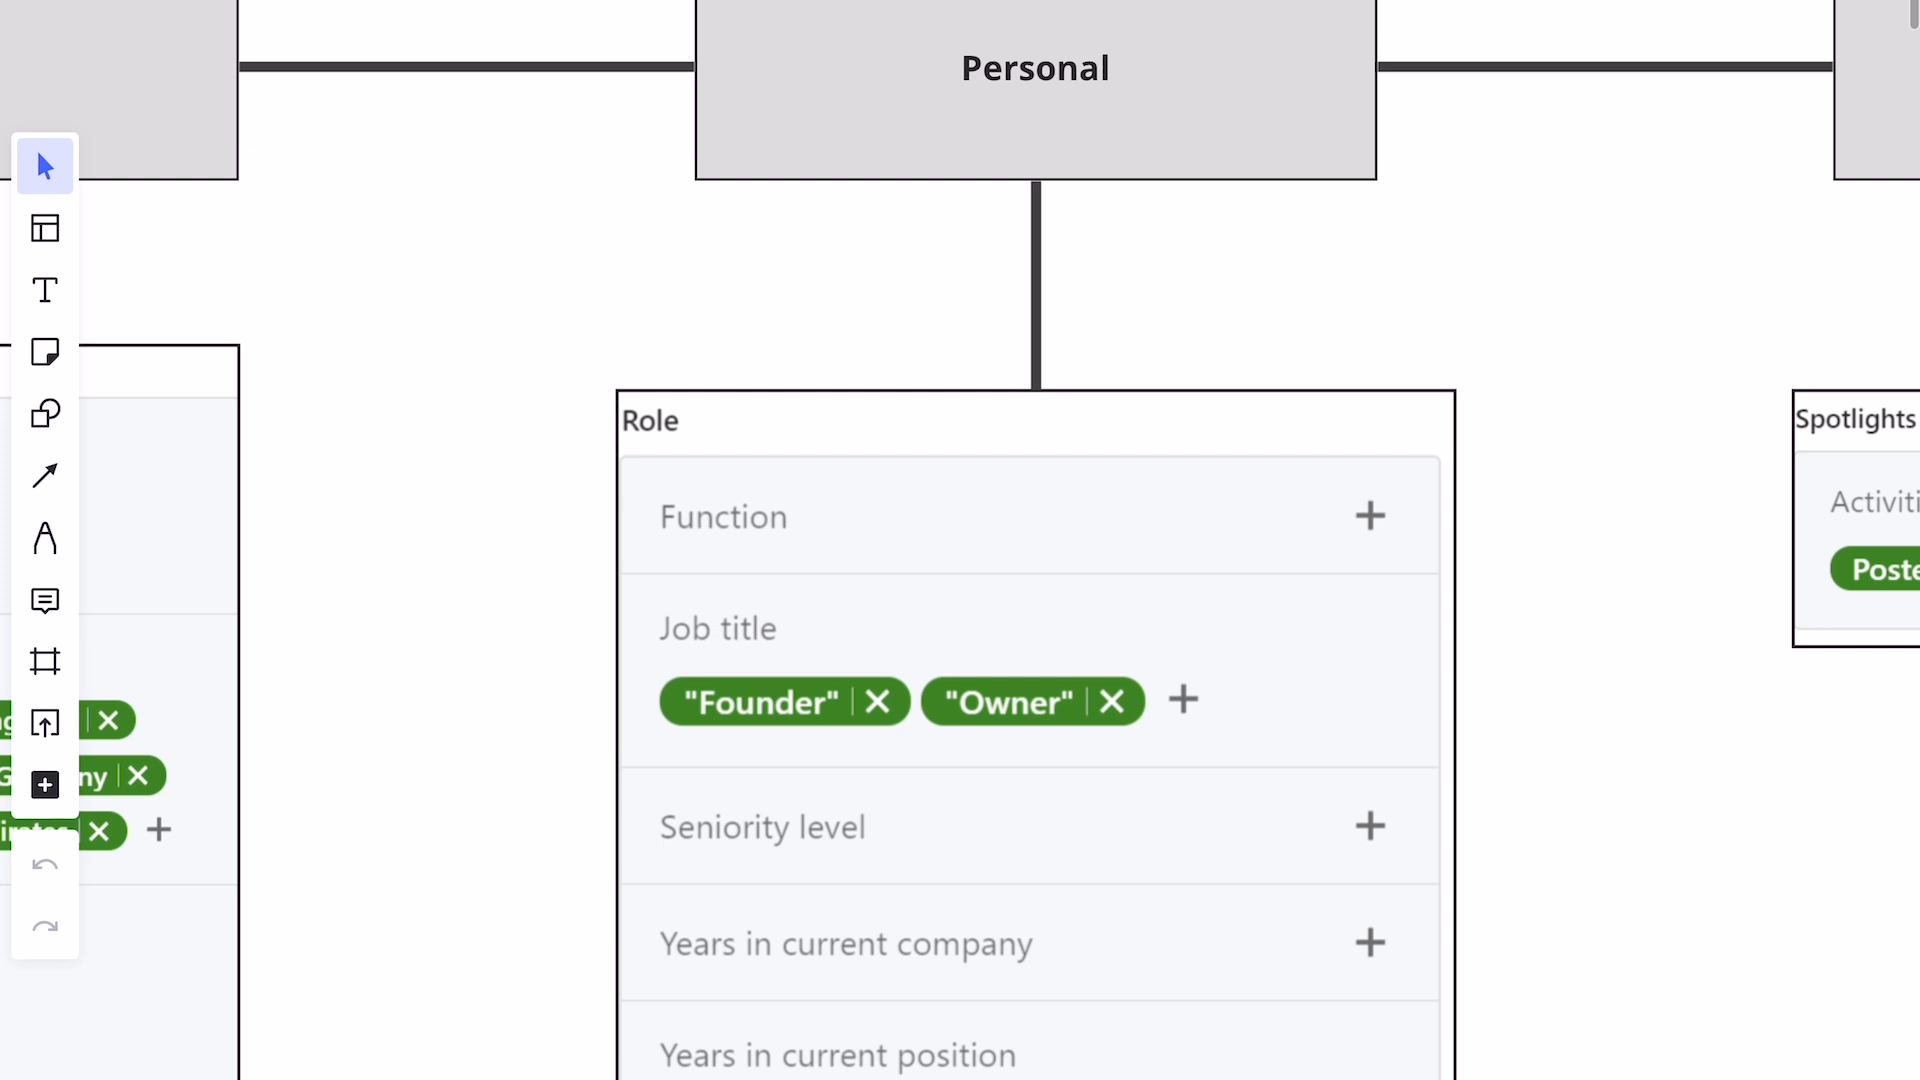 Personal
Role
Function
Job title
"Founder" "Owner"
Seniority level
Years in current company
Years in current position
Spotlights